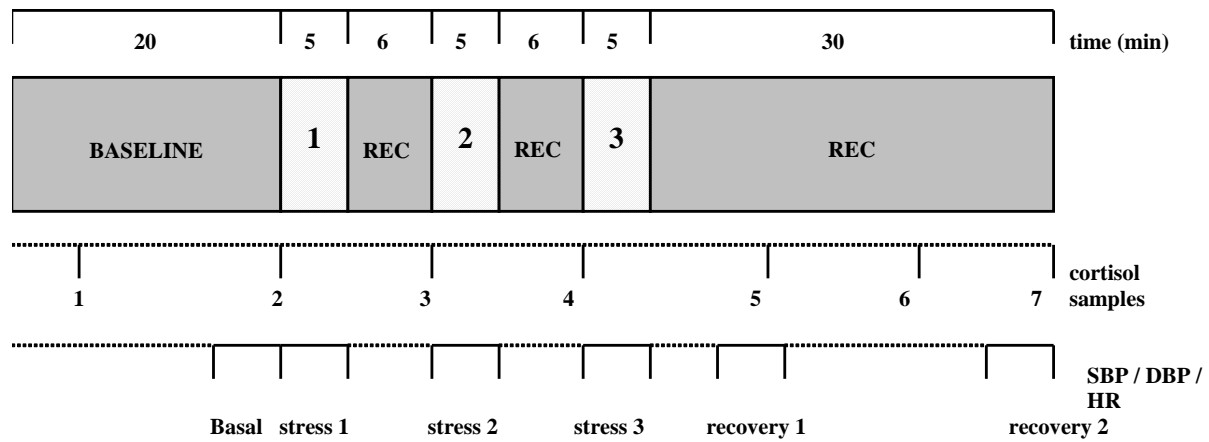 20 5 6 5 6 5 30 time (min)
BASELINE 1 REC 2 REC 3 REC
cortisol
1 2 3 4 5 6 7 samples
SBP / DBP /
HR
Basal stress 1 stress 2 stress 3 recovery 1 recovery 2